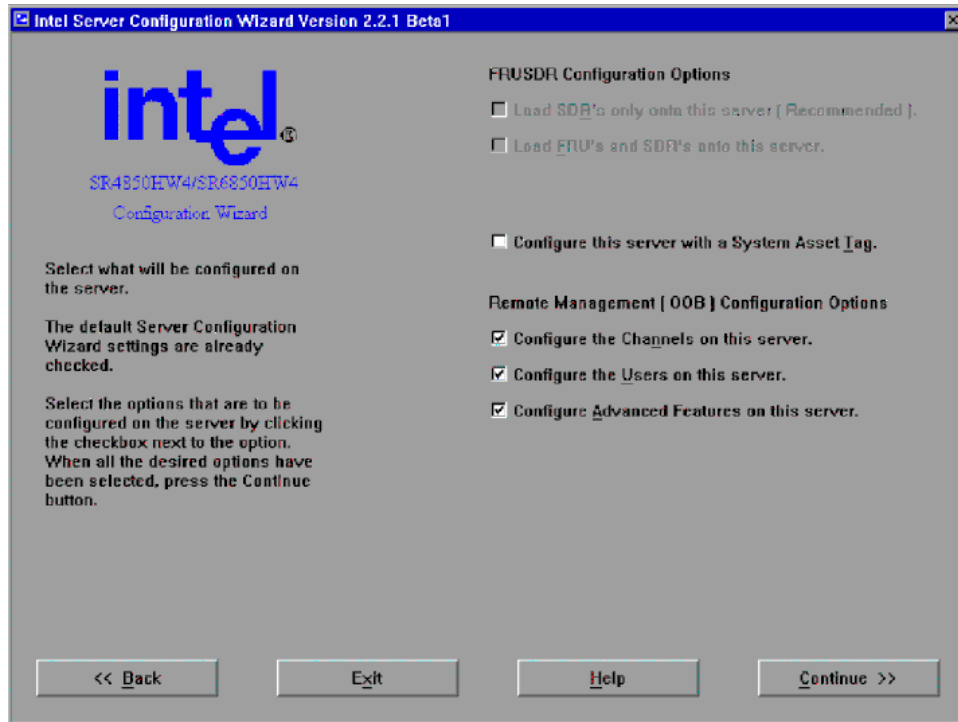 Intel Server Configuration Wizard Version 2.2.1 Beta1
intel®
SR4850HW4/SR6850HW4
Configuration Wizard
Select what will be configured on
the server.
The default Server Configuration
Wizard settings are already
checked.
Select the options that are to be
configured on the server by clicking
the checkbox next to the option.
When all the desired options have
been selected, press the Continue
button.
FRUSDR Configuration Options
Load SDR's only onto this server ( Recommended ).
Load FRU's and SDR's onto this server.
Configure this server with a System Asset Tag.
Remote Management ( OOB ) Configuration Options
Configure the Channels on this server.
Configure the Users on this server.
Configure Advanced Features on this server.
<< Back
Exit
Help
Continue >>